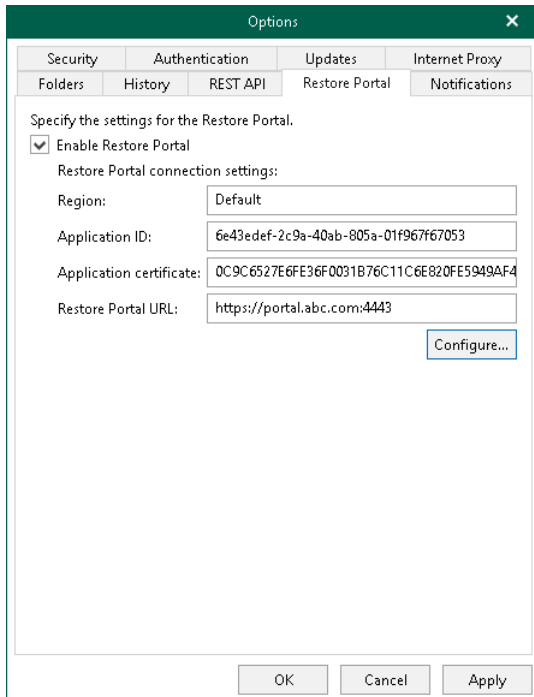 Options
Security Authentication Updates Internet Proxy
Folders History REST API Restore Portal Notifications
Specify the settings for the Restore Portal.
Enable Restore Portal
Restore Portal connection settings:
Region: Default
Application ID: 6e43edef-2c9a-40ab-805a-01f967f67053
Application certificate: 0C9C6527E6FE36F0031B76C11C6E820FE5949AF4
Restore Portal URL: https://portal.abc.com:4443
Configure...
OK Cancel Apply